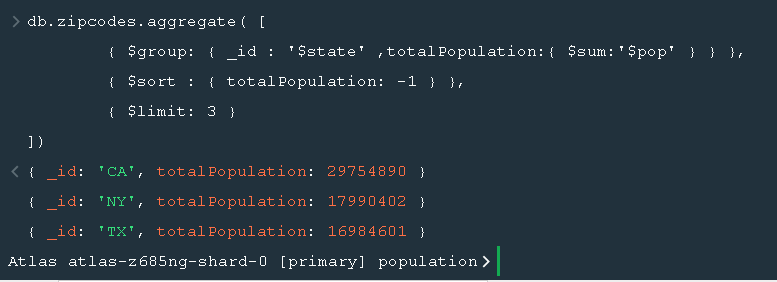 > db.zipcodes.aggregate( [
{ $group: { _id : '$state' ,totalPopulation:{ $sum:'$pop' } } },
{ $sort : { totalPopulation: -1 } },
{ $limit: 3 }
])
< { _id: 'CA', totalPopulation: 29754890 }
{ _id: 'NY', totalPopulation: 17990402 }
{ _id: 'TX', totalPopulation: 16984601 }
Atlas atlas-z685ng-shard-0 [primary] population>